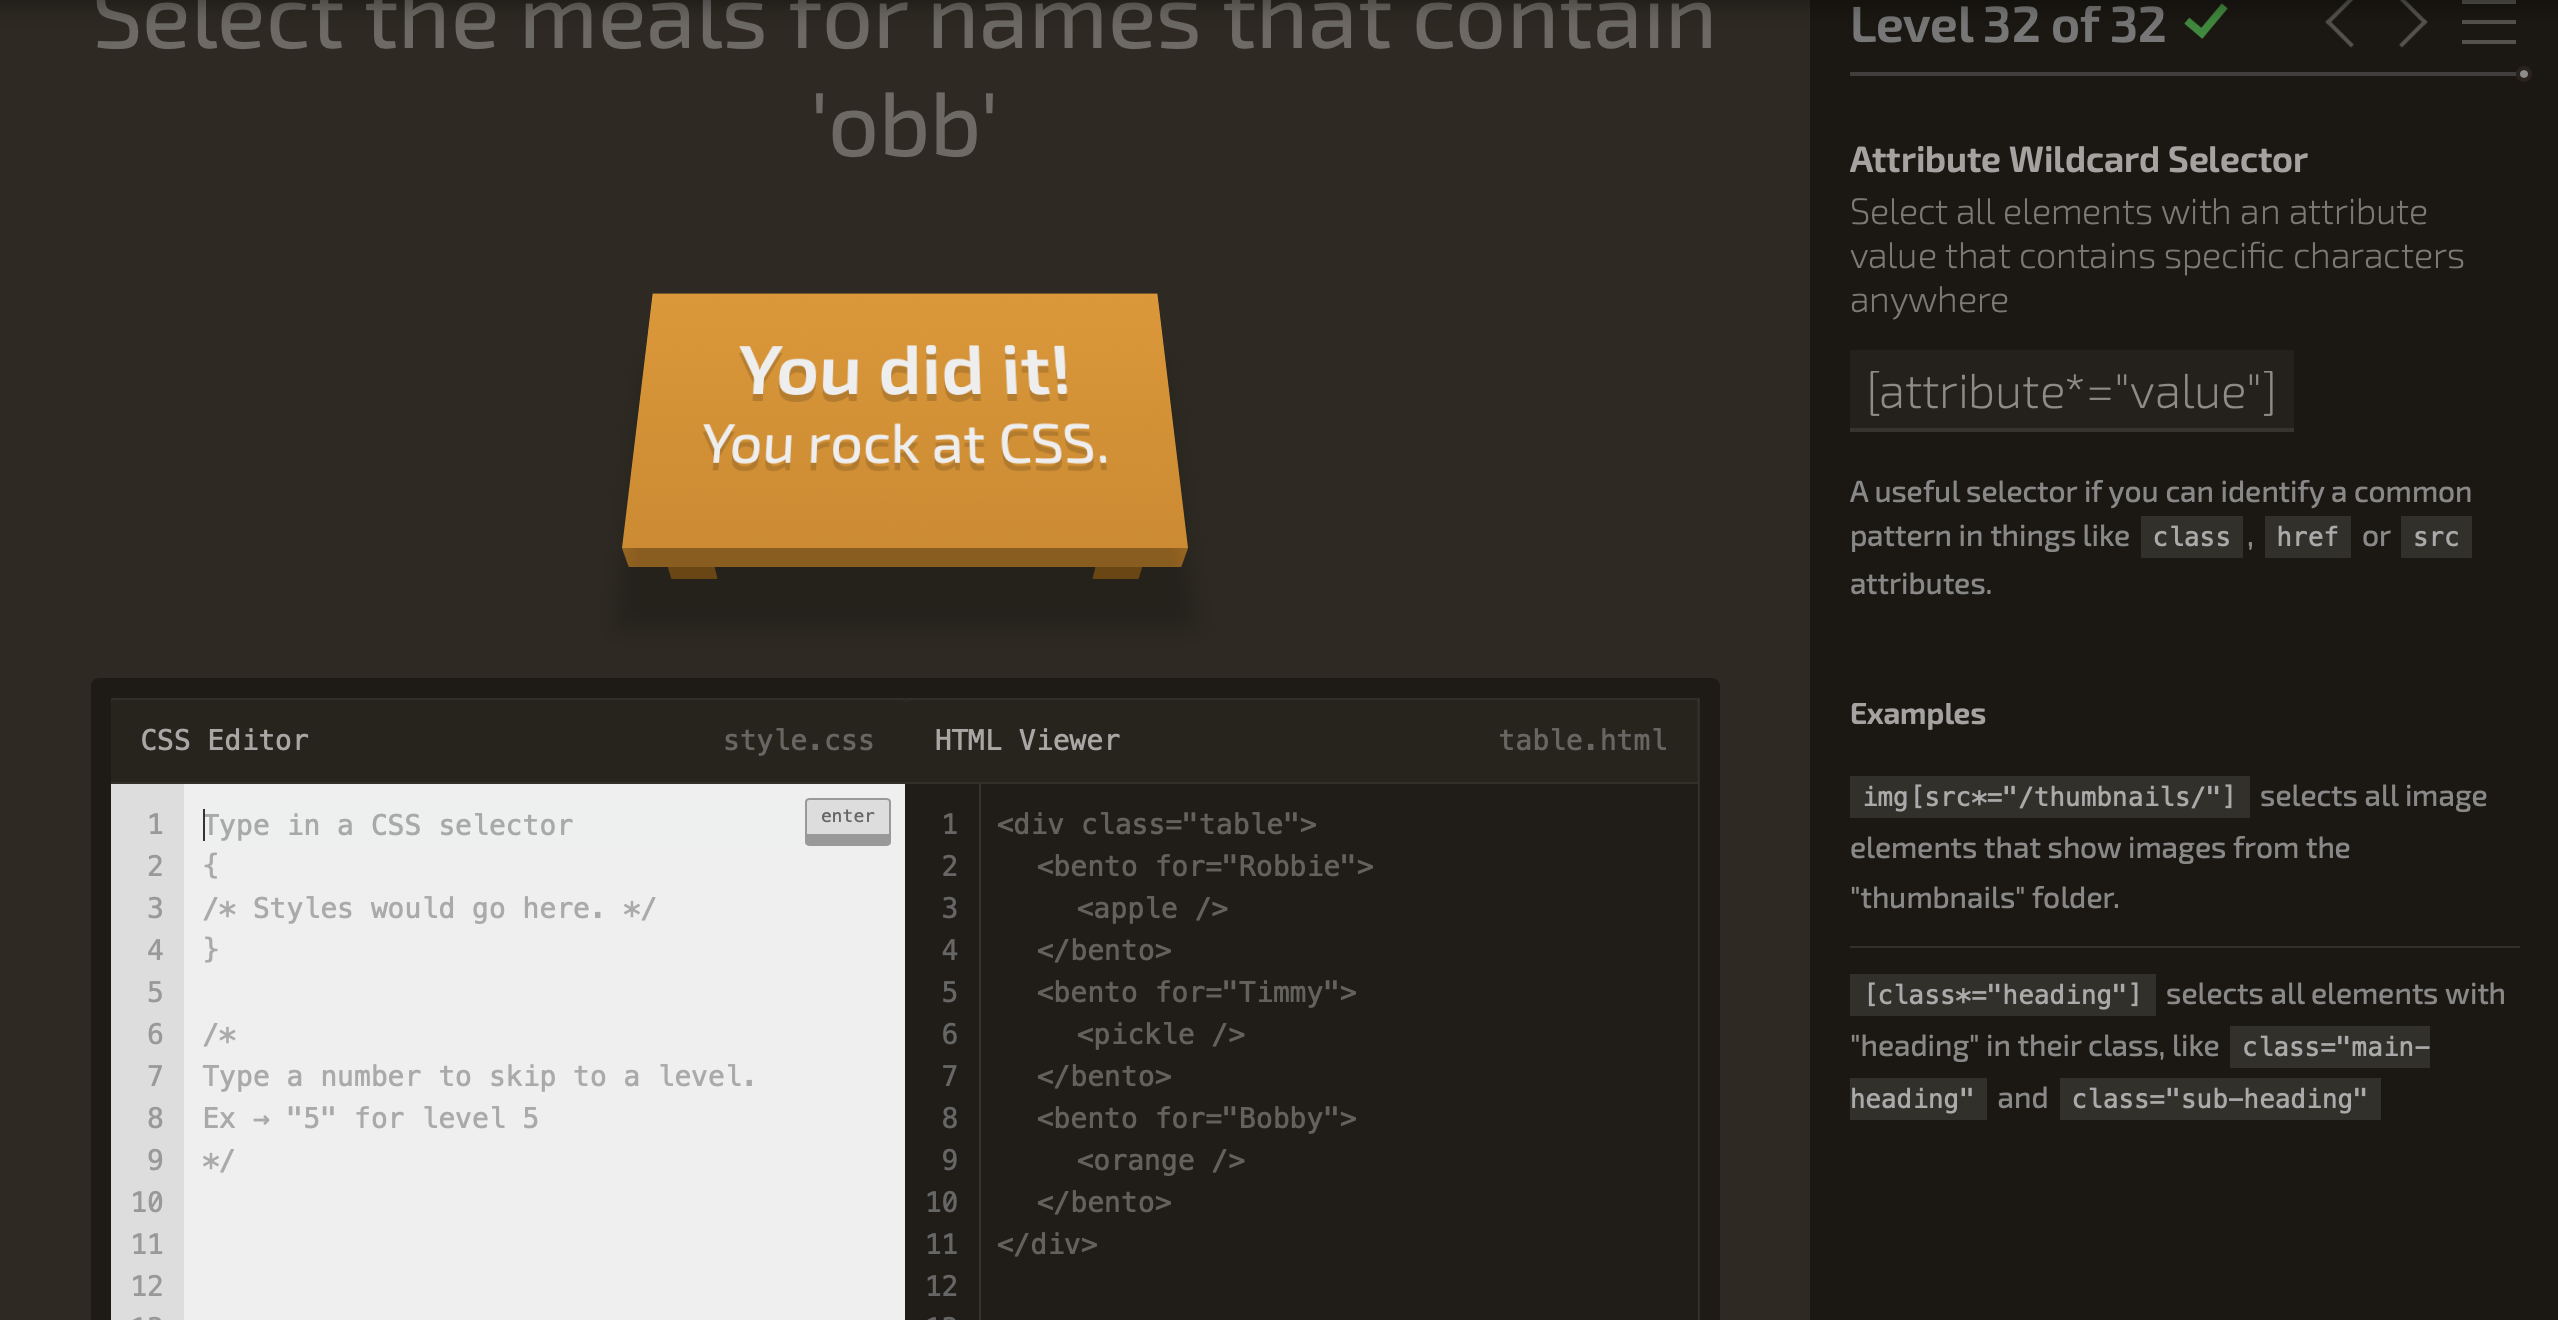 Select the meals for names that contain
'obb'
You did it!
You rock at CSS.
CSS Editor style.css
1 Type in a CSS selector enter
2 {
3 /* Styles would go here. */
4 }
5
6 /*
7 Type a number to skip to a level.
8 Ex → "5" for level 5
9 */
10
11
12
HTML Viewer table.html
1 <div class="table">
2 <bento for="Robbie">
3 <apple />
4 </bento>
5 <bento for="Timmy">
6 <pickle />
7 </bento>
8 <bento for="Bobby">
9 <orange />
10 </bento>
11 </div>
12
Level 32 of 32
Attribute Wildcard Selector
Select all elements with an attribute
value that contains specific characters
anywhere
[attribute*="value"]
A useful selector if you can identify a common
pattern in things like class, href or src
attributes.
Examples
img[src*="/thumbnails/"] selects all image
elements that show images from the
"thumbnails" folder.
[class*="heading"] selects all elements with
"heading" in their class, like class="main-
heading" and class="sub-heading"